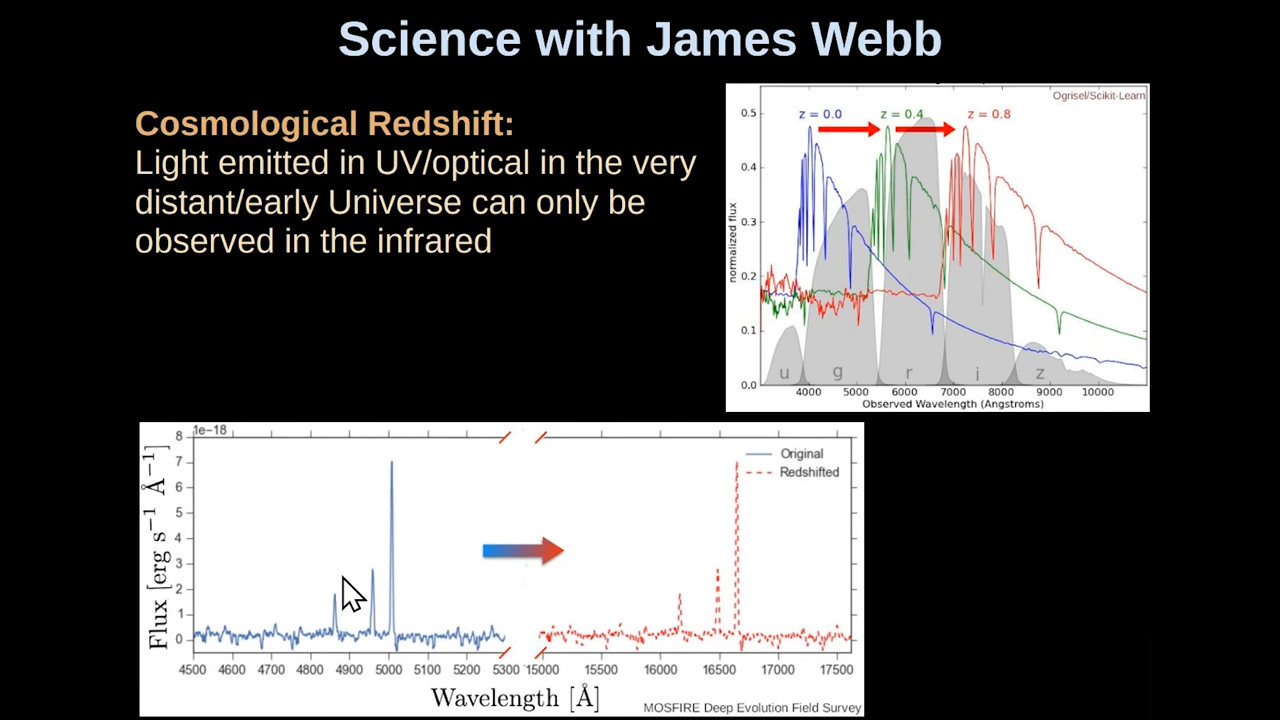 Science with James Webb
Cosmological Redshift:
Light emitted in UV/optical in the very
distant/early Universe can only be
observed in the infrared
Ogrisel/Scikit-Learn
z = 0.0
z = 0.4
z = 0.8
normalized flux
0.5
0.4
0.3
0.2
0.1
0.0
u
g
r
i
z
4000 5000 6000 7000 8000 9000 10000
Observed Wavelength (Angstroms)
1e−18
Flux [erg s−1 Å−1]
8
7
6
5
4
3
2
1
0
Original
Redshifted
4500 4600 4700 4800 4900 5000 5100 5200 5300 15000 15500 16000 16500 17000 17500
Wavelength [Å]
MOSFIRE Deep Evolution Field Survey